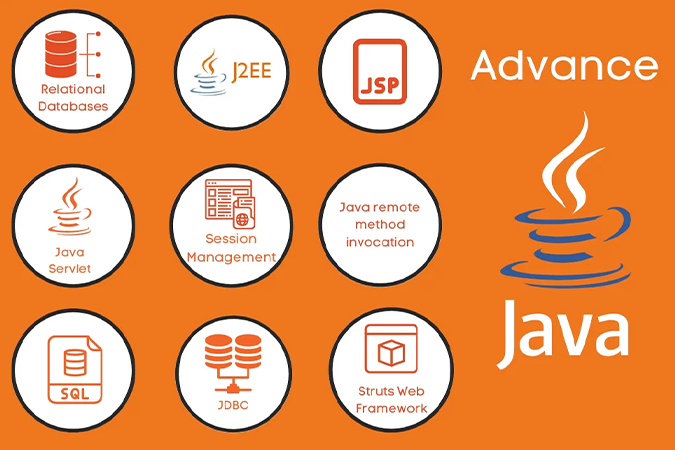 Relational
Databases
J2EE
JSP
Advance
Java
Servlet
Session
Management
Java remote
method
invocation
Java
SQL
JDBC
Struts Web
Framework